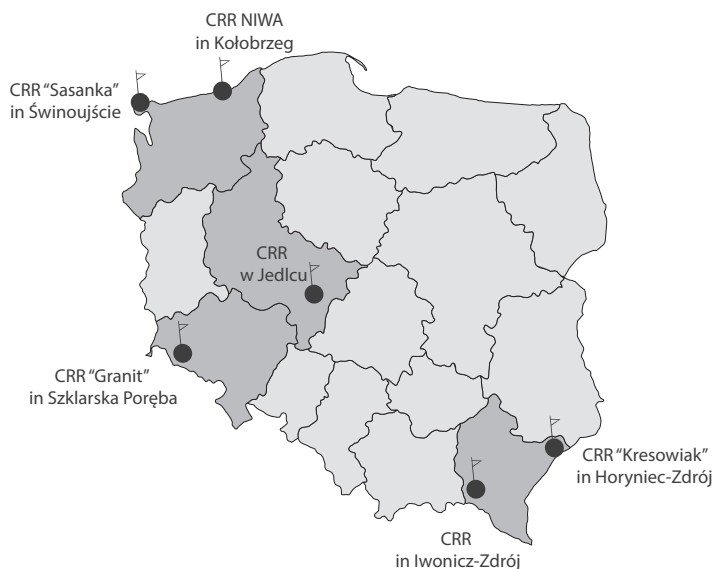 CRR NIWA
in Kołobrzeg
CRR “Sasanka”
in Świnoujście
CRR
w Jedlcu
CRR “Granit”
in Szklarska Poręba
CRR “Kresowiak”
in Horyniec-Zdrój
CRR
in Iwonicz-Zdrój